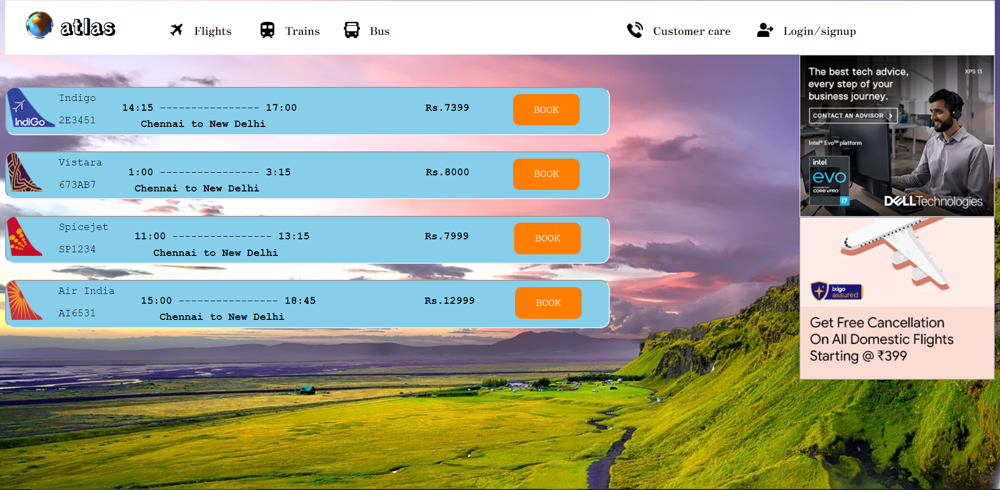 atlas
Flights
Trains
Bus
Customer care
Login/signup
IndiGo
Indigo
2E3451
14:15 ---------------- 17:00
Chennai to New Delhi
Rs.7399
BOOK
Vistara
673AB7
1:00 ---------------- 3:15
Chennai to New Delhi
Rs.8000
BOOK
Spicejet
SP1234
11:00 ---------------- 13:15
Chennai to New Delhi
Rs.7999
BOOK
Air India
AI6531
15:00 ---------------- 18:45
Chennai to New Delhi
Rs.12999
BOOK
The best tech advice,
every step of your
business journey.
XPS 13
CONTACT AN ADVISOR >
Intel® Evo™ platform
intel
evo
POWERED BY
CORE vPRO
i7
DELLTechnologies
ixigo
assured
Get Free Cancellation
On All Domestic Flights
Starting @ ₹399